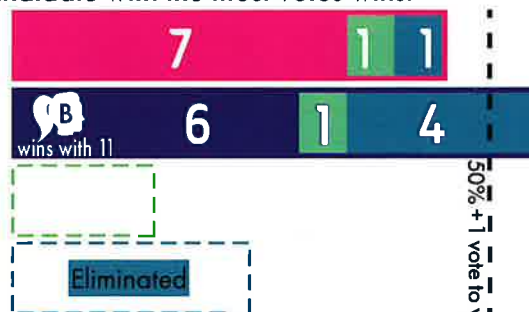 7 1 1
B
wins with 11
6 1 4
50% + 1 vote to
Eliminated